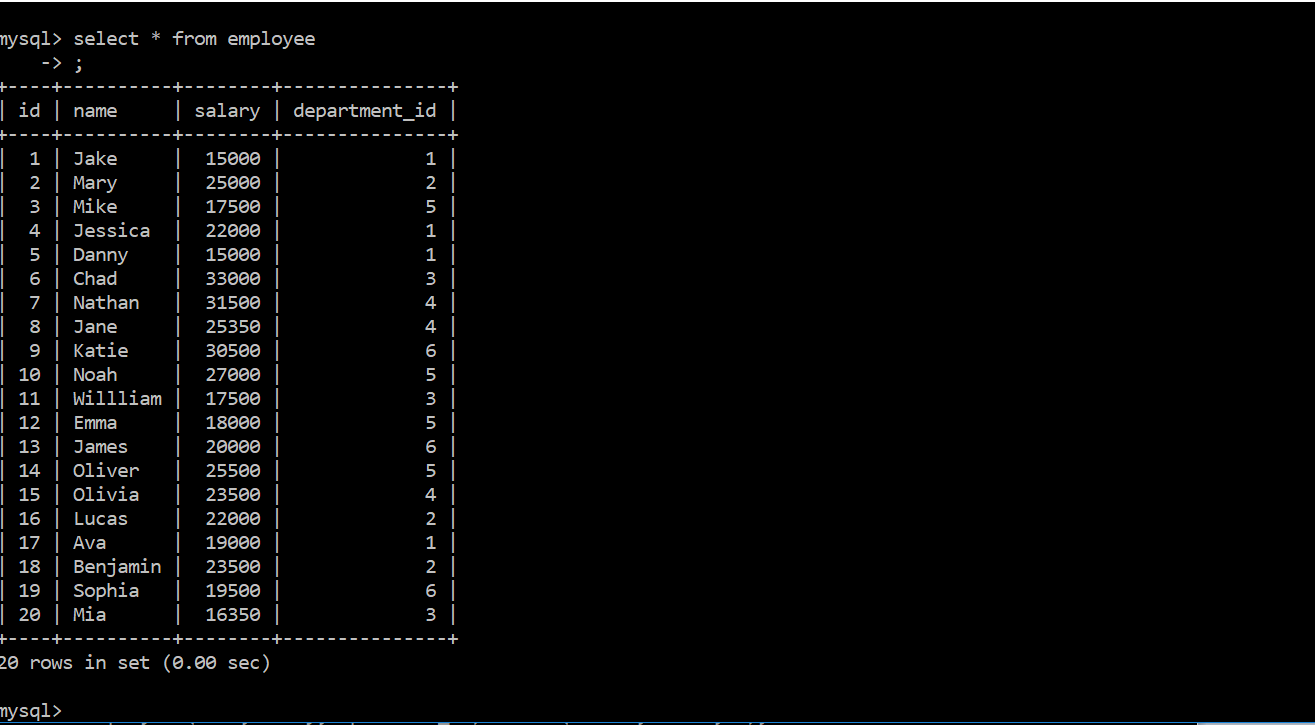 mysql> select * from employee
    -> ;
+----+----------+--------+---------------+
| id | name     | salary | department_id |
+----+----------+--------+---------------+
|  1 | Jake     |  15000 |             1 |
|  2 | Mary     |  25000 |             2 |
|  3 | Mike     |  17500 |             5 |
|  4 | Jessica  |  22000 |             1 |
|  5 | Danny    |  15000 |             1 |
|  6 | Chad     |  33000 |             3 |
|  7 | Nathan   |  31500 |             4 |
|  8 | Jane     |  25350 |             4 |
|  9 | Katie    |  30500 |             6 |
| 10 | Noah     |  27000 |             5 |
| 11 | Willliam |  17500 |             3 |
| 12 | Emma     |  18000 |             5 |
| 13 | James    |  20000 |             6 |
| 14 | Oliver   |  25500 |             5 |
| 15 | Olivia   |  23500 |             4 |
| 16 | Lucas    |  22000 |             2 |
| 17 | Ava      |  19000 |             1 |
| 18 | Benjamin |  23500 |             2 |
| 19 | Sophia   |  19500 |             6 |
| 20 | Mia      |  16350 |             3 |
+----+----------+--------+---------------+
20 rows in set (0.00 sec)
mysql>